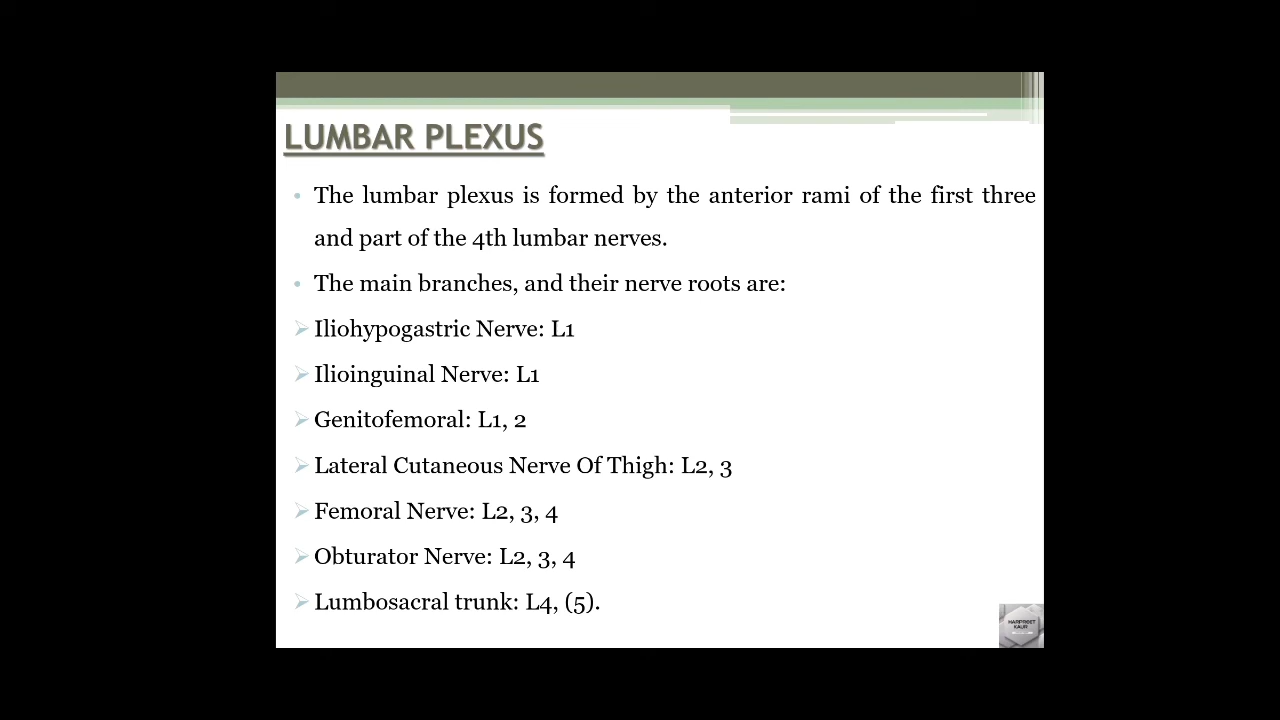 LUMBAR PLEXUS
• The lumbar plexus is formed by the anterior rami of the first three
and part of the 4th lumbar nerves.
• The main branches, and their nerve roots are:
➢ Iliohypogastric Nerve: L1
➢ Ilioinguinal Nerve: L1
➢ Genitofemoral: L1, 2
➢ Lateral Cutaneous Nerve Of Thigh: L2, 3
➢ Femoral Nerve: L2, 3, 4
➢ Obturator Nerve: L2, 3, 4
➢ Lumbosacral trunk: L4, (5).
HARPREET
KAUR